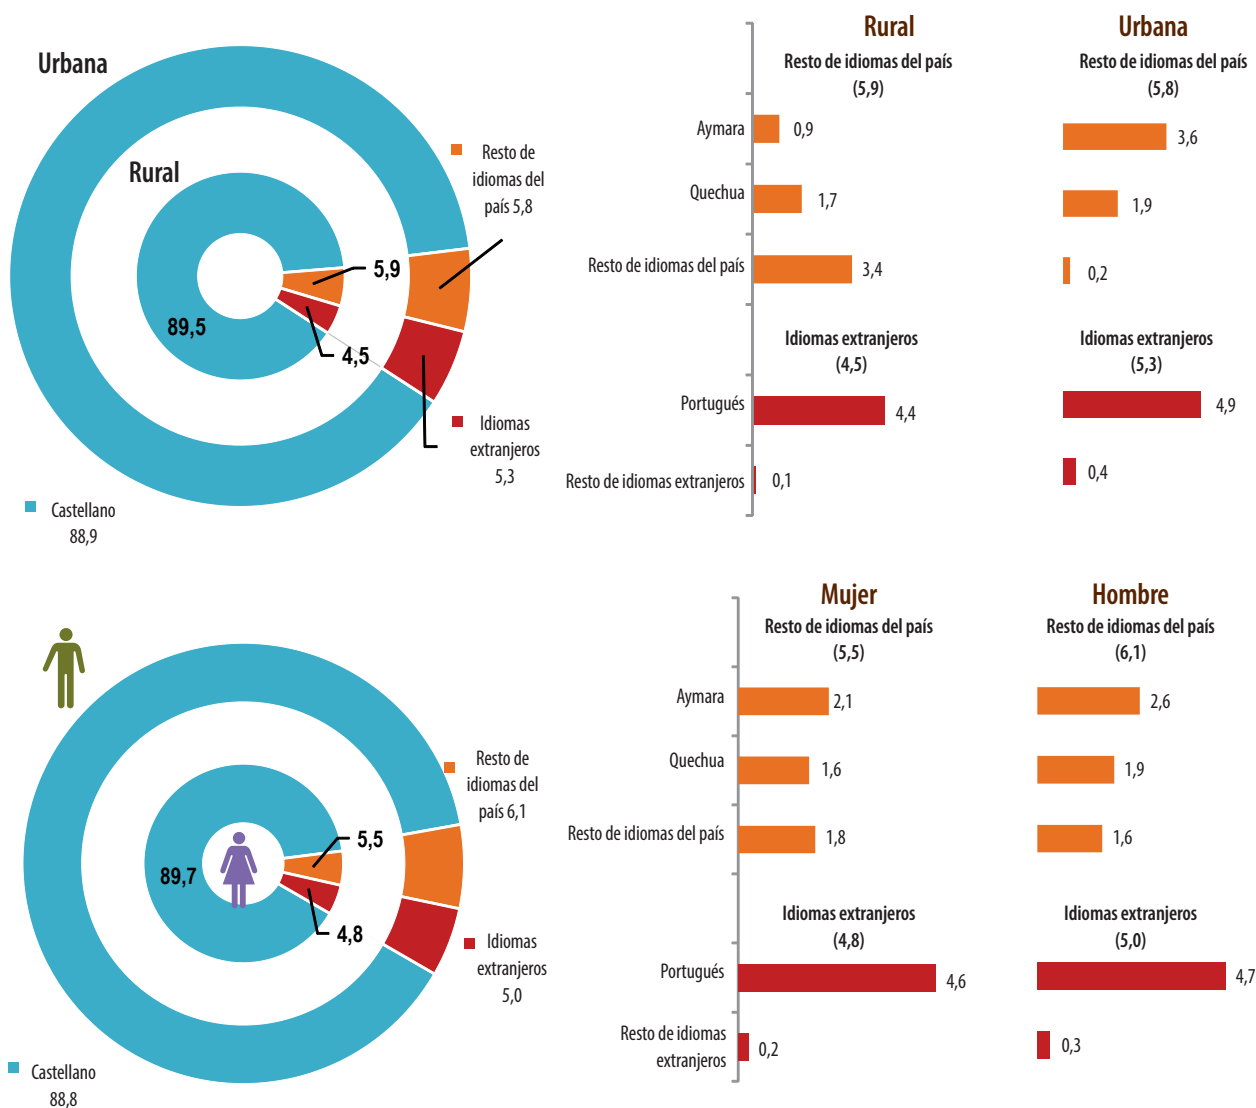 Urbana
Rural
Resto de
idiomas del
país 5,8
5,9
89,5
4,5
Idiomas
extranjeros
5,3
Castellano
88,9
Rural
Resto de idiomas del país
(5,9)
Urbana
Resto de idiomas del país
(5,8)
Aymara
0,9
3,6
Quechua
1,7
1,9
Resto de idiomas del país
3,4
0,2
Idiomas extranjeros
(4,5)
Idiomas extranjeros
(5,3)
Portugués
4,4
4,9
Resto de idiomas extranjeros
0,1
0,4
Resto de
idiomas del
país 6,1
5,5
89,7
4,8
Idiomas
extranjeros
5,0
Castellano
88,8
Mujer
Resto de idiomas del país
(5,5)
Hombre
Resto de idiomas del país
(6,1)
Aymara
2,1
2,6
Quechua
1,6
1,9
Resto de idiomas del país
1,8
1,6
Idiomas extranjeros
(4,8)
Idiomas extranjeros
(5,0)
Portugués
4,6
4,7
Resto de idiomas
extranjeros
0,2
0,3